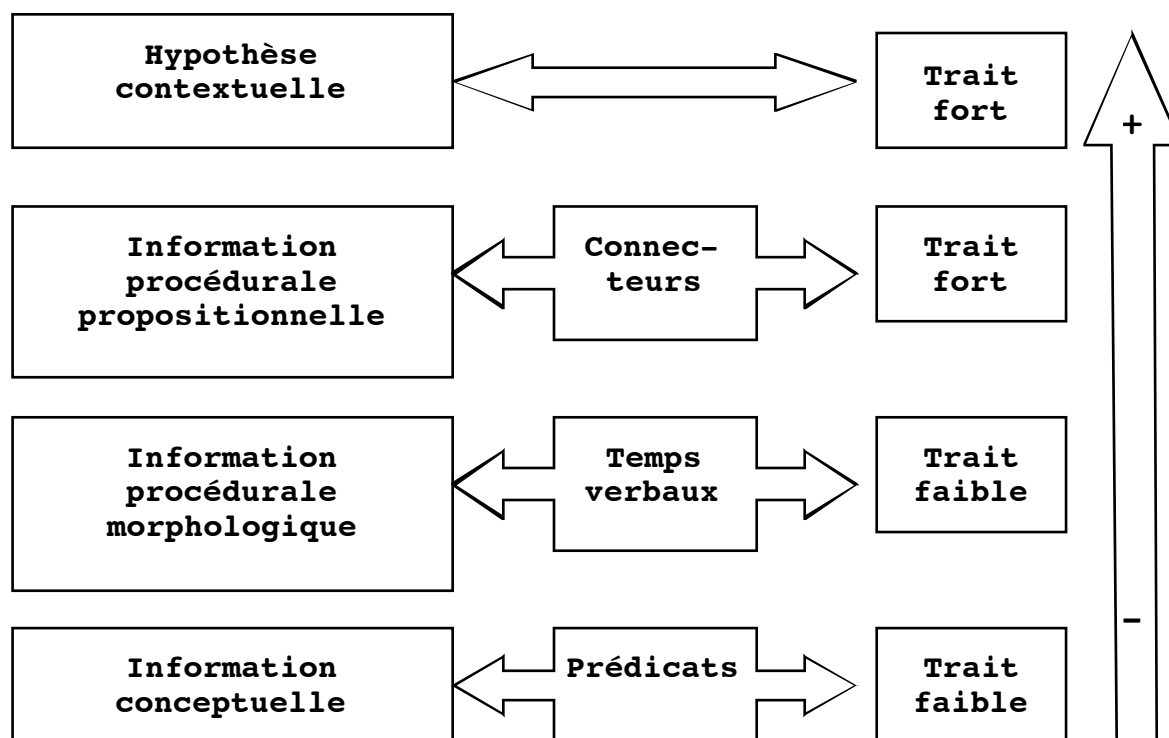 Hypothèse
contextuelle
Trait
fort
+
Information
procédurale
propositionnelle
Connec-
teurs
Trait
fort
Information
procédurale
morphologique
Temps
verbaux
Trait
faible
-
Information
conceptuelle
Prédicats
Trait
faible